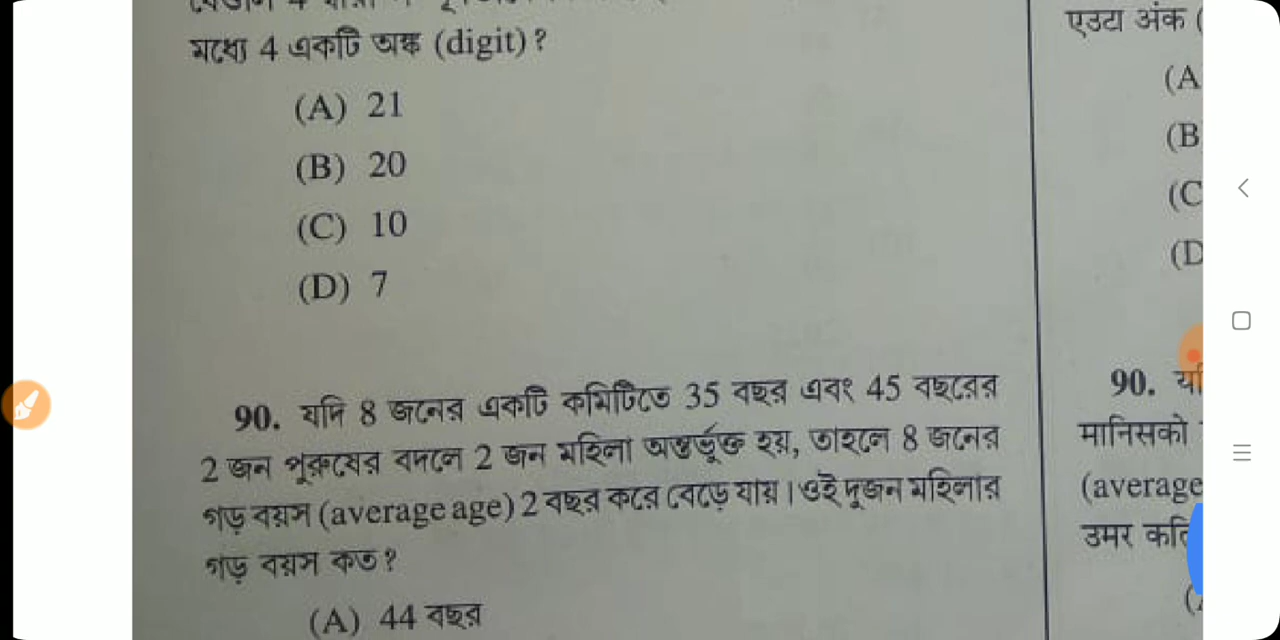 মধ্যে 4 একটি অঙ্ক (digit)?
(A) 21
(B) 20
(C) 10
(D) 7
90. যদি 8 জনের একটি কমিটিতে 35 বছর এবং 45 বছরের
2 জন পুরুষের বদলে 2 জন মহিলা অন্তর্ভুক্ত হয়, তাহলে 8 জনের
গড় বয়স (average age) 2 বছর করে বেড়ে যায়। ওই দুজন মহিলার
গড় বয়স কত?
(A) 44 বছর
एउटा अंक (
(A
(B
(C
(D
90.
मानिसको
(average
उमर